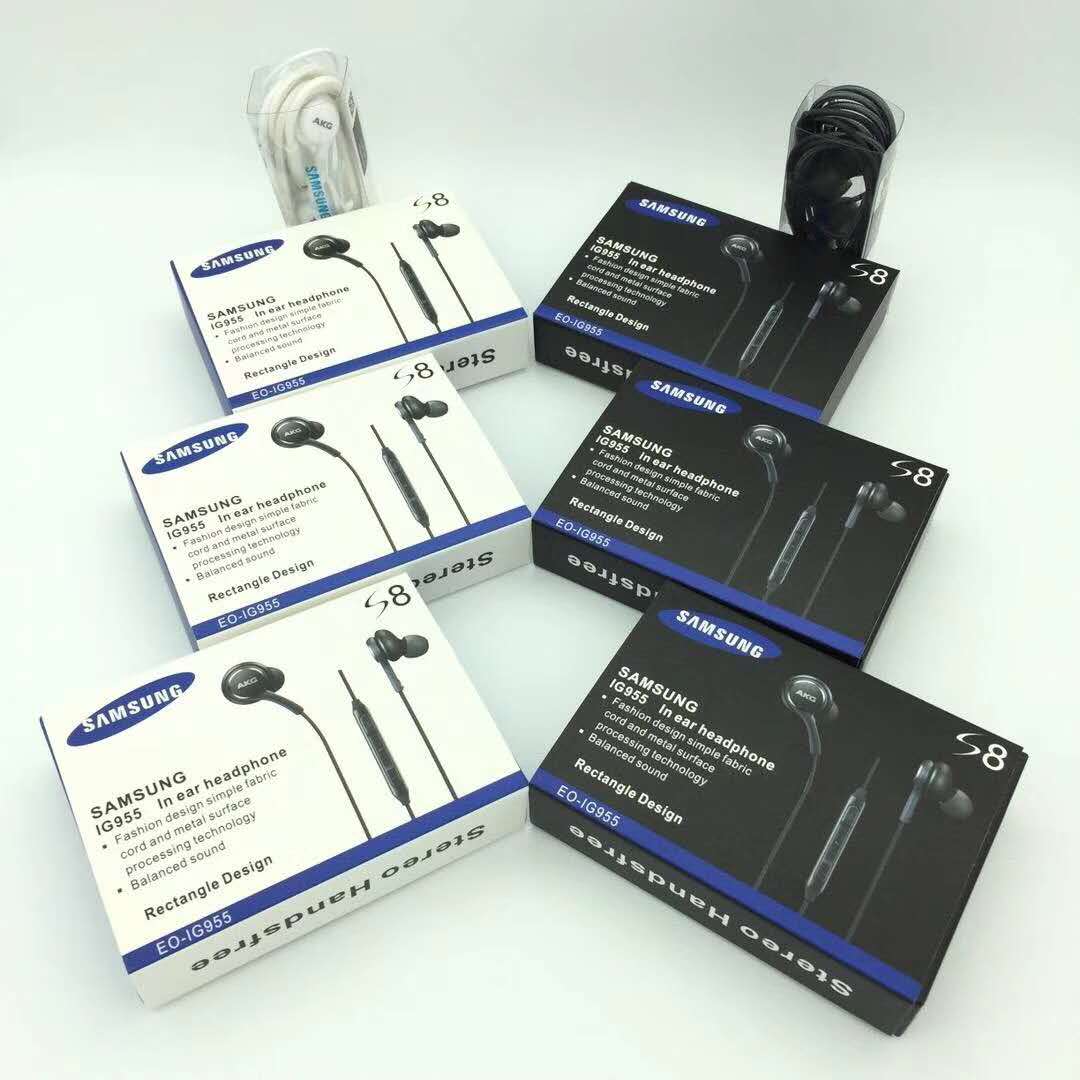 AKG
SAMSUNG
SAMSUNG
S8
AKG
SAMSUNG
IG955 In ear headphone
• Fashion design simple fabric
cord and metal surface
processing technology
• Balanced sound
Rectangle Design
EO-IG955
Stereo
SAMSUNG
S8
AKG
SAMSUNG
IG955 In ear headphone
• Fashion design simple fabric
cord and metal surface
processing technology
• Balanced sound
Rectangle Design
EO-IG955
dsfree
SAMSUNG
S8
AKG
SAMSUNG
IG955 In ear headphone
• Fashion design simple fabric
cord and metal surface
processing technology
• Balanced sound
Rectangle Design
EO-IG955
Stereo
SAMSUNG
S8
AKG
SAMSUNG
IG955 In ear headphone
• Fashion design simple fabric
cord and metal surface
processing technology
• Balanced sound
Rectangle Design
EO-IG955
dsfree
SAMSUNG
S8
AKG
SAMSUNG
IG955 In ear headphone
• Fashion design simple fabric
cord and metal surface
processing technology
• Balanced sound
Rectangle Design
EO-IG955
Stereo Handsfree
SAMSUNG
S8
AKG
SAMSUNG
IG955 In ear headphone
• Fashion design simple fabric
cord and metal surface
processing technology
• Balanced sound
Rectangle Design
EO-IG955
Stereo Handsfree